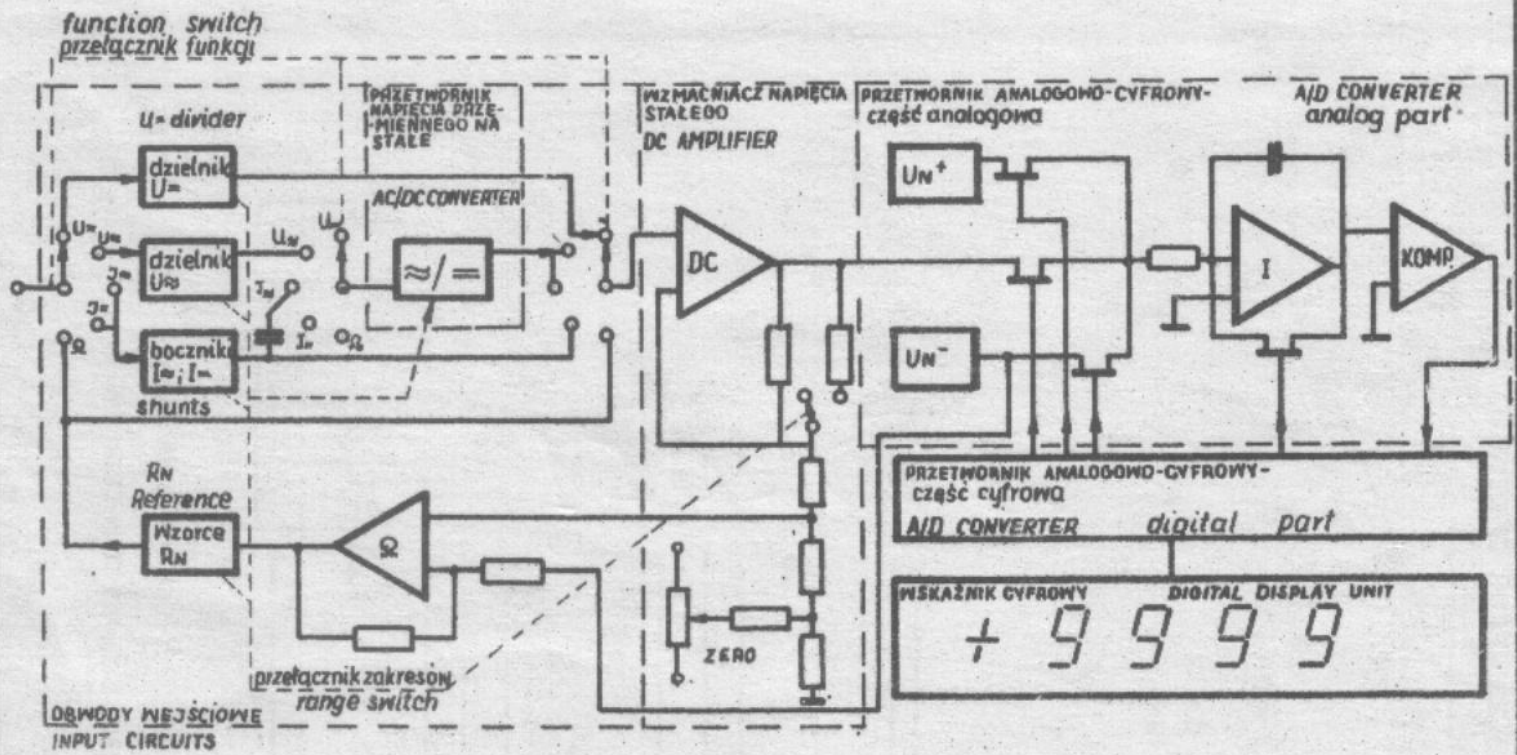 function switch
przełącznik funkcji
U= divider
dzielnik
U=
U=
U≈
dzielnik
U≈
U≈
U
I≈
I=
I≈
I=
Ω
Ω
boczniki
I≈; I=
shunts
PRZETWORNIK
NAPIĘCIA PRZE-
-MIENNEGO NA
STAŁE
AC/DC CONVERTER
≈/=
WZMACNIACZ NAPIĘCIA
STAŁEGO
DC AMPLIFIER
DC
PRZETWORNIK ANALOGOWO-CYFROWY-
część analogowa
A/D CONVERTER
analog part
UN+
UN-
I
KOMP.
RN
Reference
Wzorce
RN
Ω
ZERO
przełącznik zakresów
range switch
PRZETWORNIK ANALOGOWO-CYFROWY-
część cyfrowa
A/D CONVERTER digital part
WSKAŹNIK CYFROWY DIGITAL DISPLAY UNIT
+ 9 9 9 9
OBWODY WEJŚCIOWE
INPUT CIRCUITS